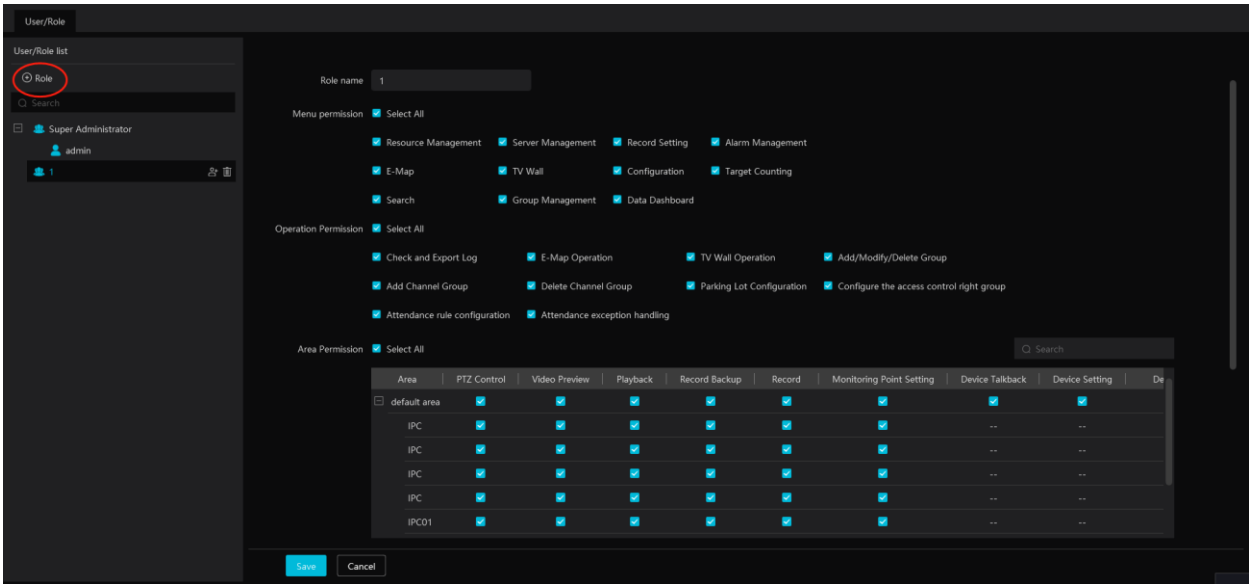 User/Role
User/Role list
Role
Search
Super Administrator
admin
1
Role name 1
Menu permission Select All
Resource Management Server Management Record Setting Alarm Management
E-Map TV Wall Configuration Target Counting
Search Group Management Data Dashboard
Operation Permission Select All
Check and Export Log E-Map Operation TV Wall Operation Add/Modify/Delete Group
Add Channel Group Delete Channel Group Parking Lot Configuration Configure the access control right group
Attendance rule configuration Attendance exception handling
Area Permission Select All Search
Area PTZ Control Video Preview Playback Record Backup Record Monitoring Point Setting Device Talkback Device Setting De
default area
IPC -- --
IPC -- --
IPC -- --
IPC -- --
IPC01 -- --
Save Cancel